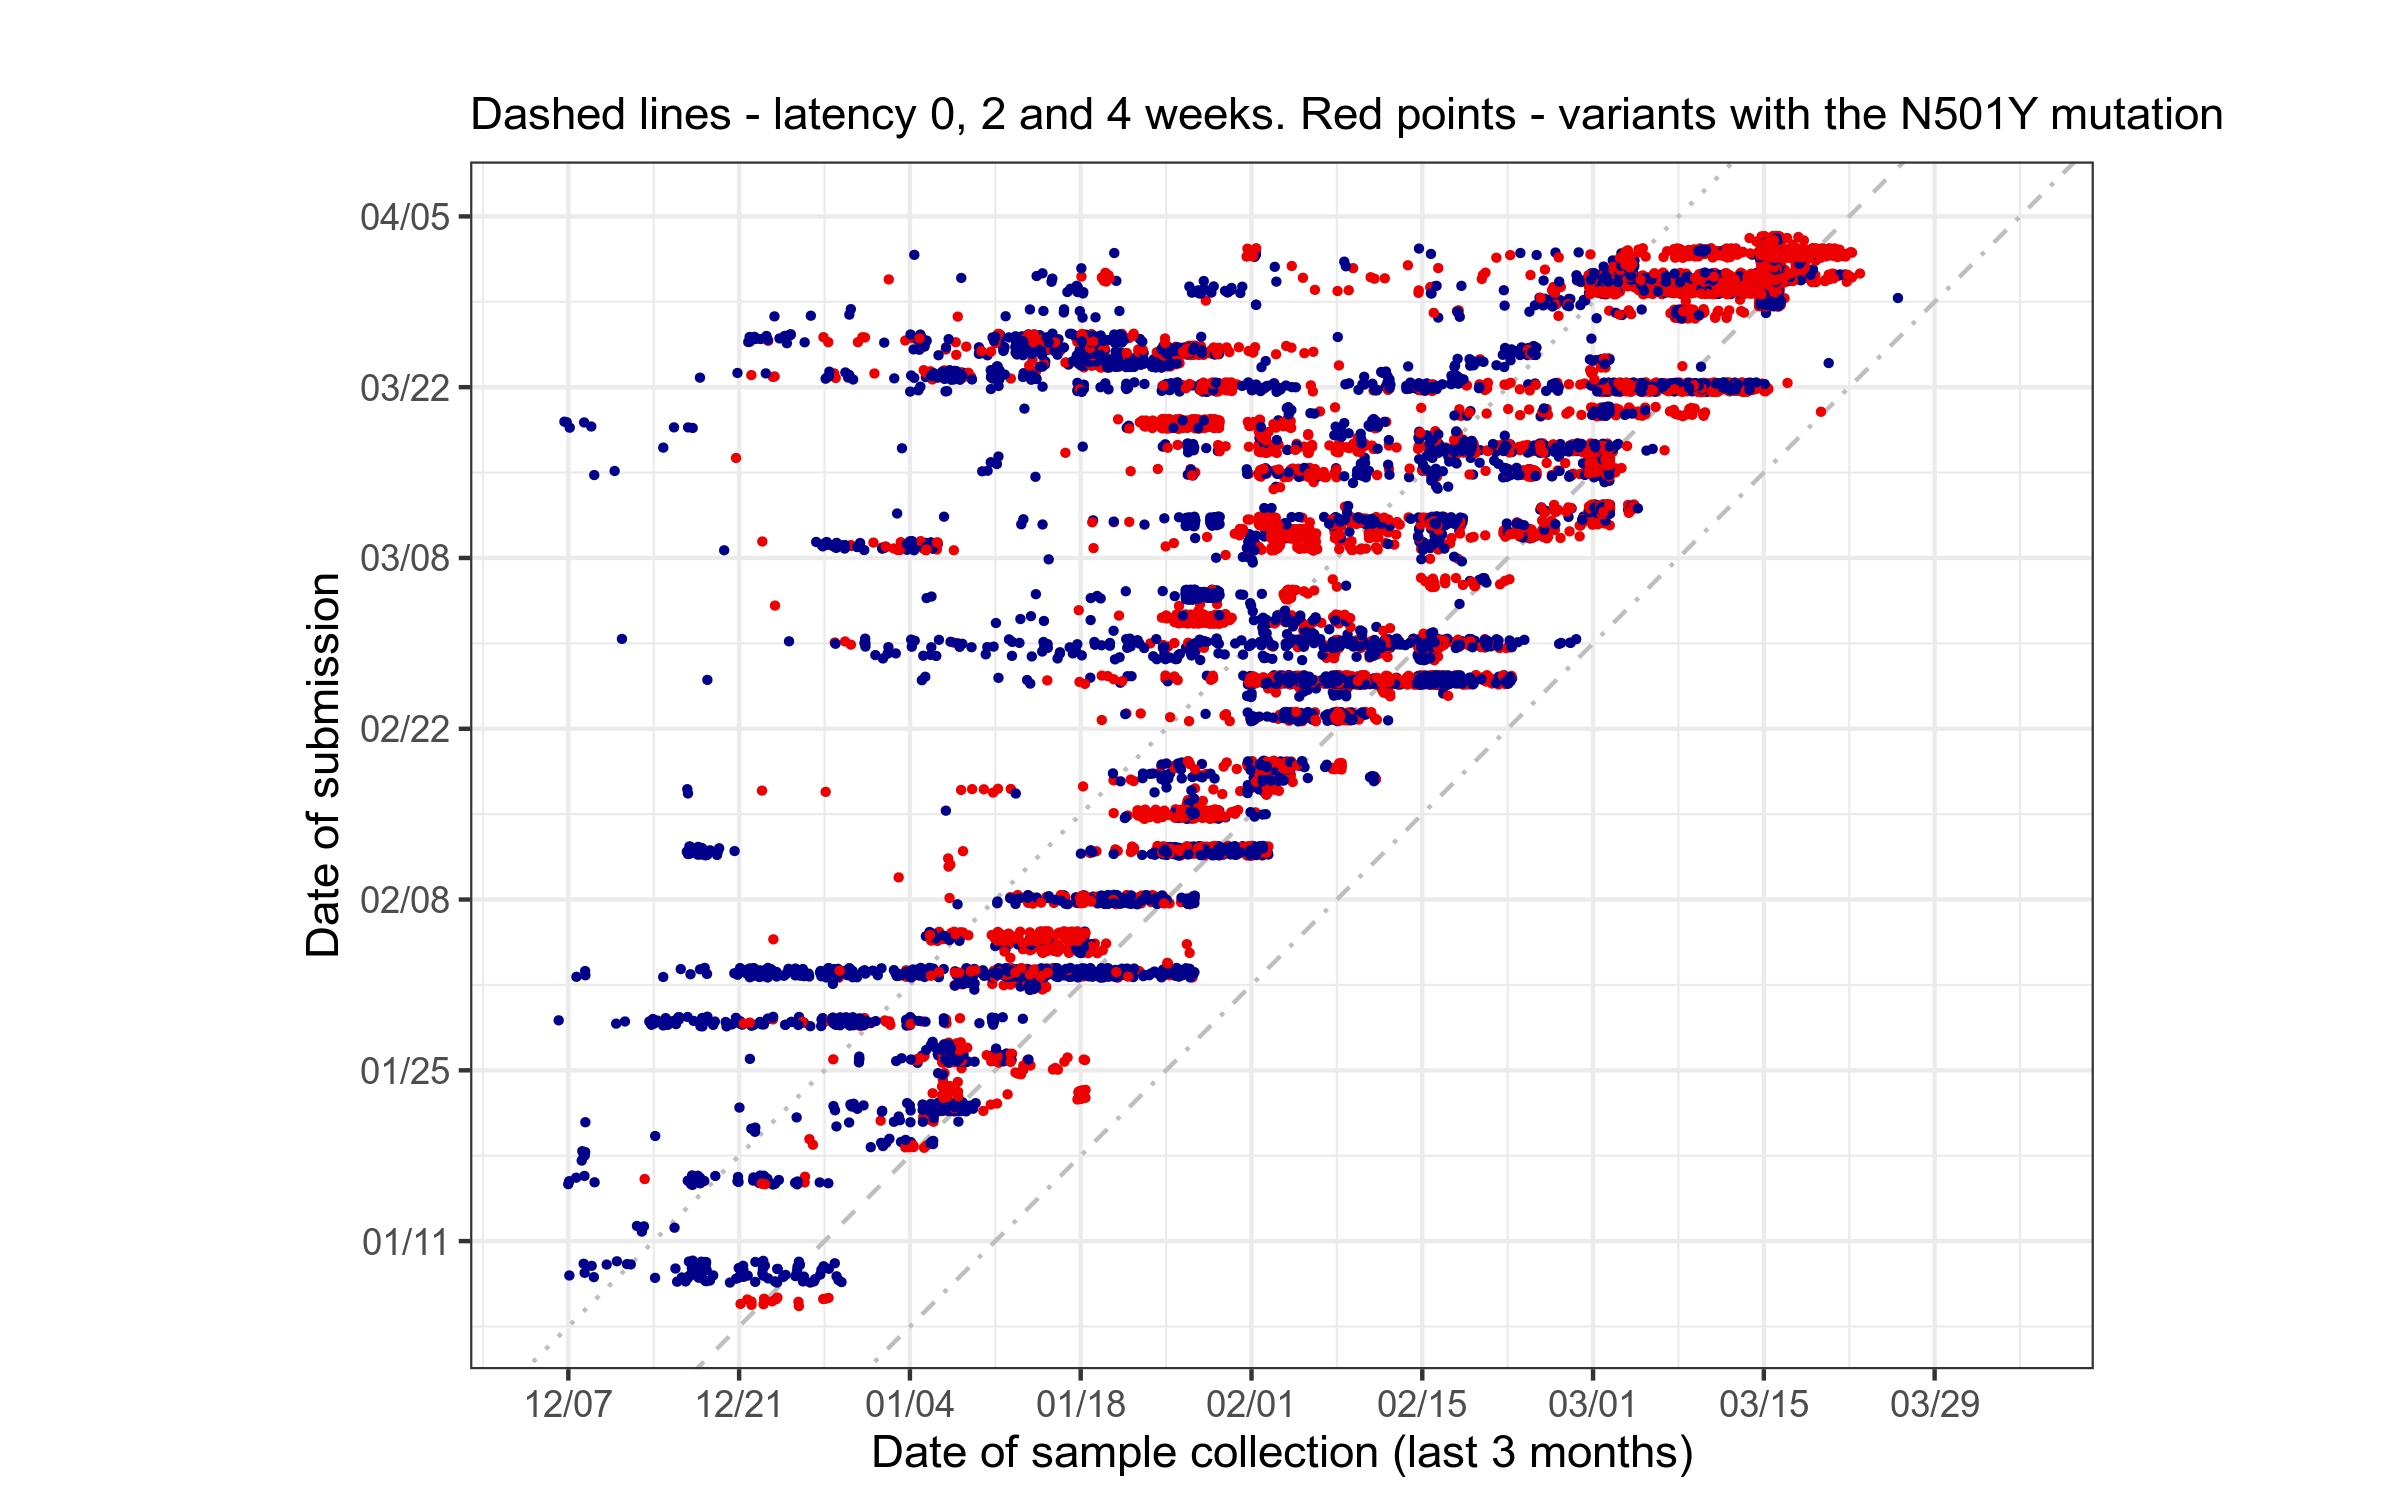 Dashed lines - latency 0, 2 and 4 weeks. Red points - variants with the N501Y mutation
Date of submission
04/05
03/22
03/08
02/22
02/08
01/25
01/11
12/07 12/21 01/04 01/18 02/01 02/15 03/01 03/15 03/29
Date of sample collection (last 3 months)